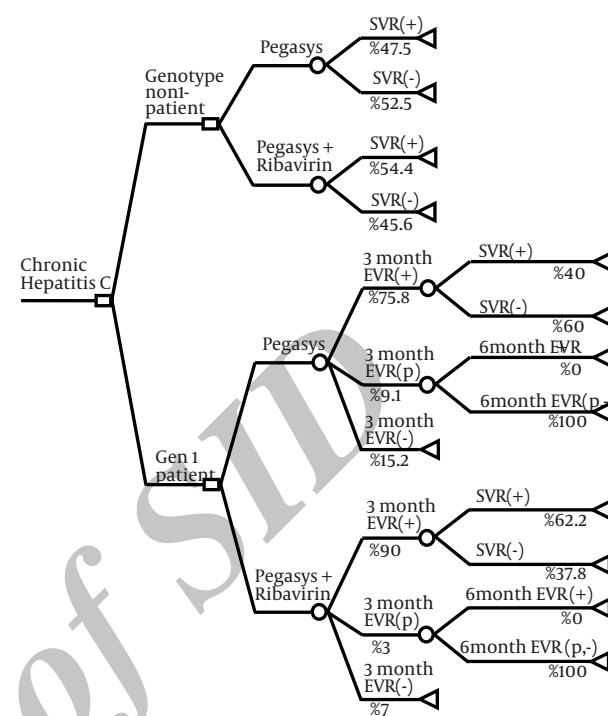 SVR(+)
%47.5
Pegasys
SVR(-)
%52.5
Genotype
non1-
patient
Pegasys +
Ribavirin
SVR(+)
%54.4
SVR(-)
%45.6
Chronic
Hepatitis C
3 month
EVR(+)
%75.8
SVR(+)
%40
SVR(-)
%60
Pegasys
3 month
EVR(p)
%9.1
6month EVR
%0
6month EVR(p,-
%100
3 month
EVR(-)
%15.2
Gen 1
patient
3 month
EVR(+)
%90
SVR(+)
%62.2
SVR(-)
%37.8
Pegasys +
Ribavirin
3 month
EVR(p)
%3
6month EVR(+)
%0
6month EVR(p,-)
%100
3 month
EVR(-)
%7
of SID